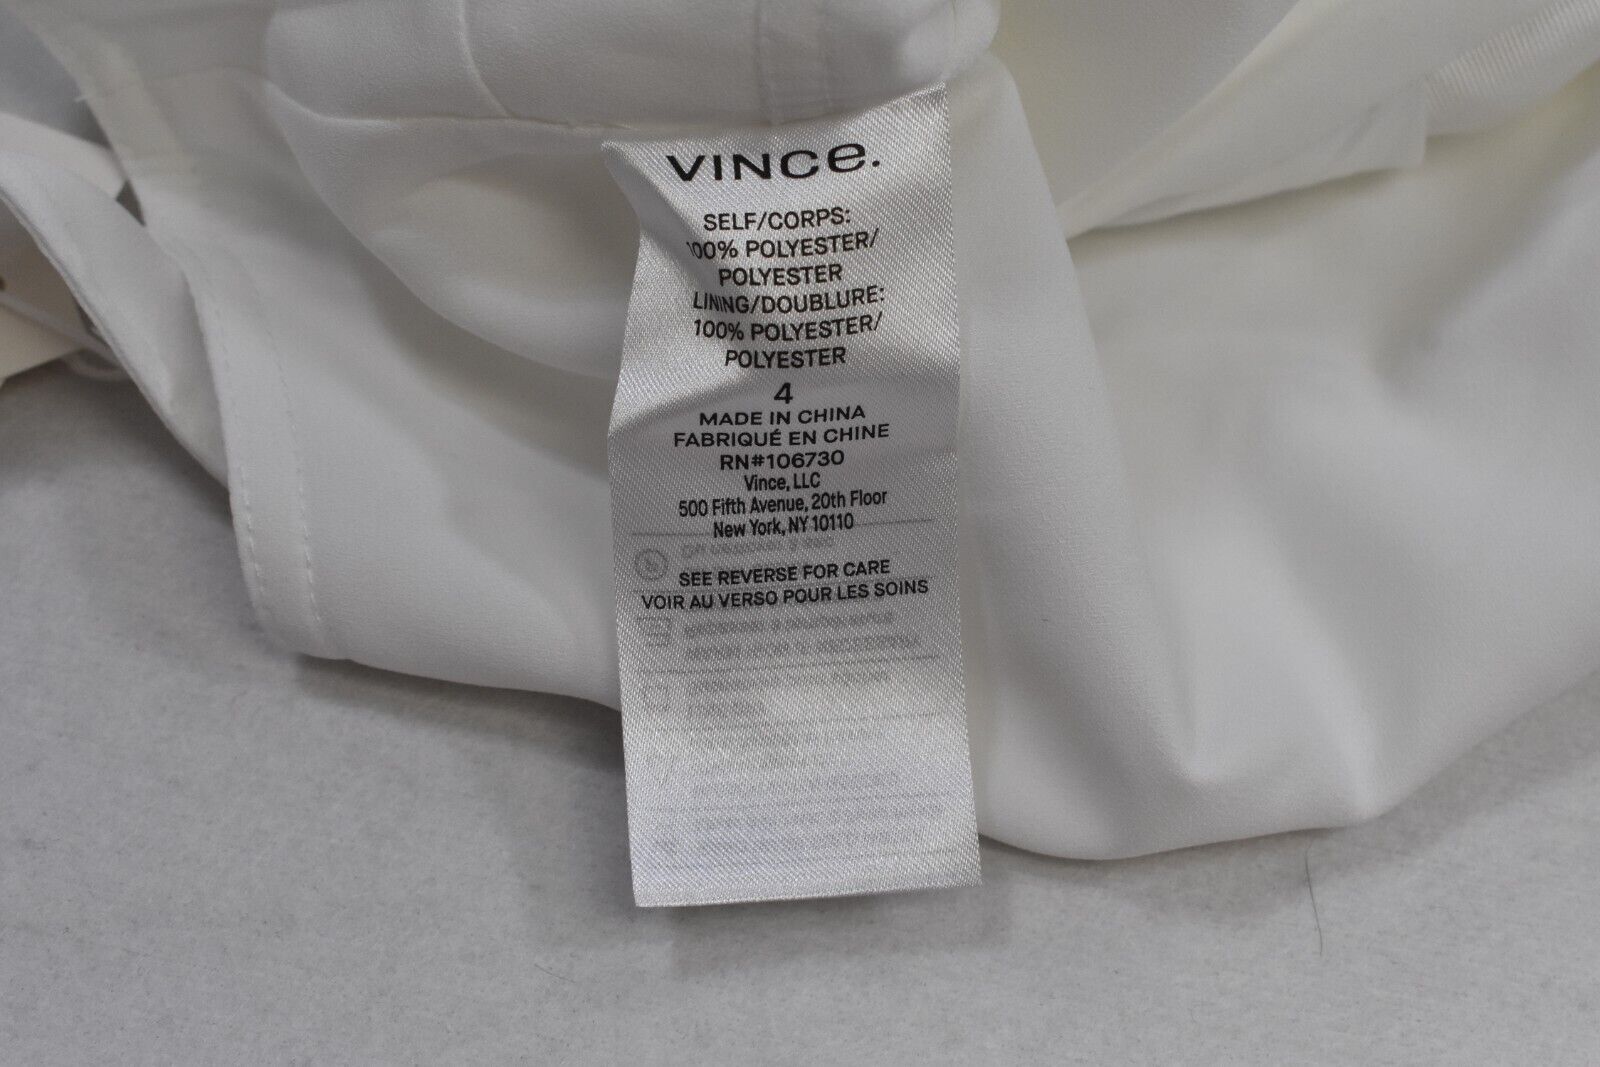 VINCE.
SELF/CORPS:
100% POLYESTER/
POLYESTER
LINING/DOUBLURE:
100% POLYESTER/
POLYESTER
4
MADE IN CHINA
FABRIQUÉ EN CHINE
RN#106730
Vince, LLC
500 Fifth Avenue, 20th Floor
New York, NY 10110
SEE REVERSE FOR CARE
VOIR AU VERSO POUR LES SOINS